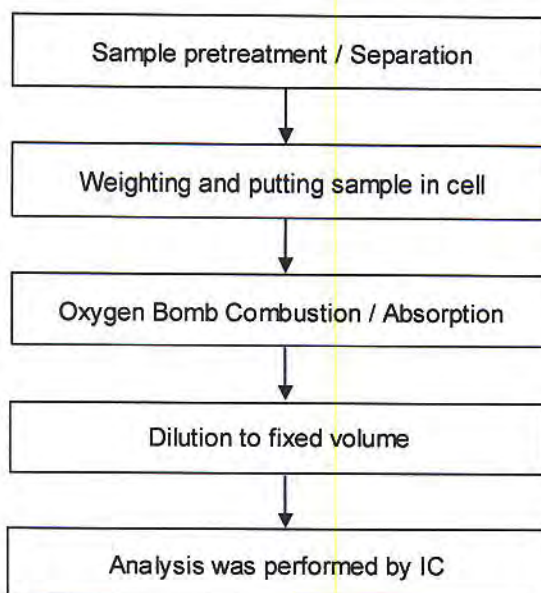 Sample pretreatment / Separation
Weighting and putting sample in cell
Oxygen Bomb Combustion / Absorption
Dilution to fixed volume
Analysis was performed by IC